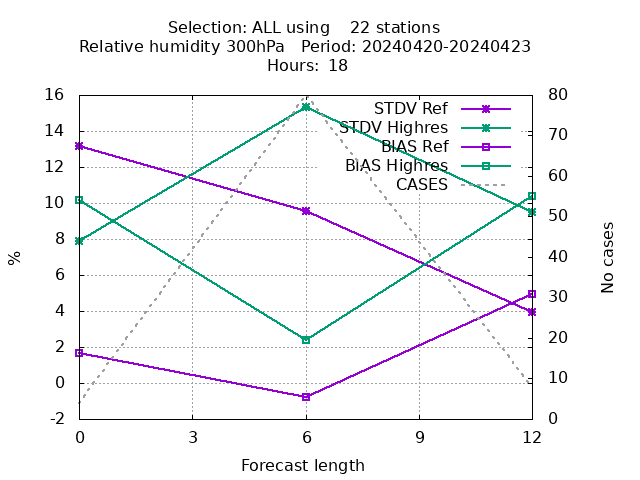 Selection: ALL using    22 stations
Relative humidity 300hPa   Period: 20240420-20240423
Hours: 18
STDV Ref
STDV Highres
BIAS Ref
BIAS Highres
CASES
16
14
12
10
8
6
4
2
0
-2
%
80
70
60
50
40
30
20
10
0
No cases
0 3 6 9 12
Forecast length